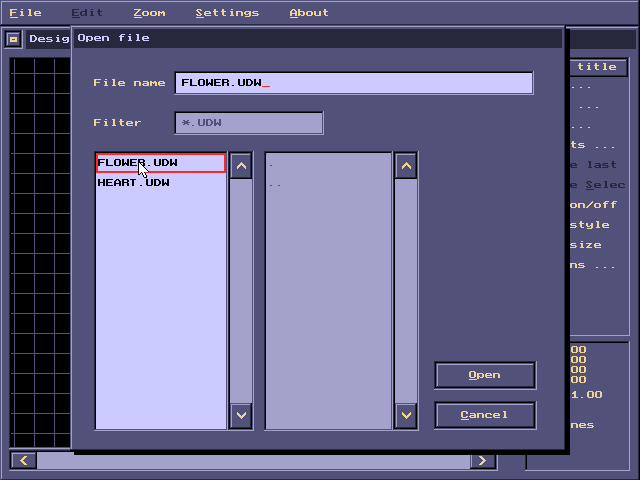 File Edit Zoom Settings About
Desig
Open file
title
File name FLOWER.UDW_
...
...
Filter *.UDW
...
ts ...
FLOWER.UDW
HEART.UDW
.
..
e last
e Selec
on/off
style
size
ns ...
00
00
00
00
1.00
nes
Open
Cancel